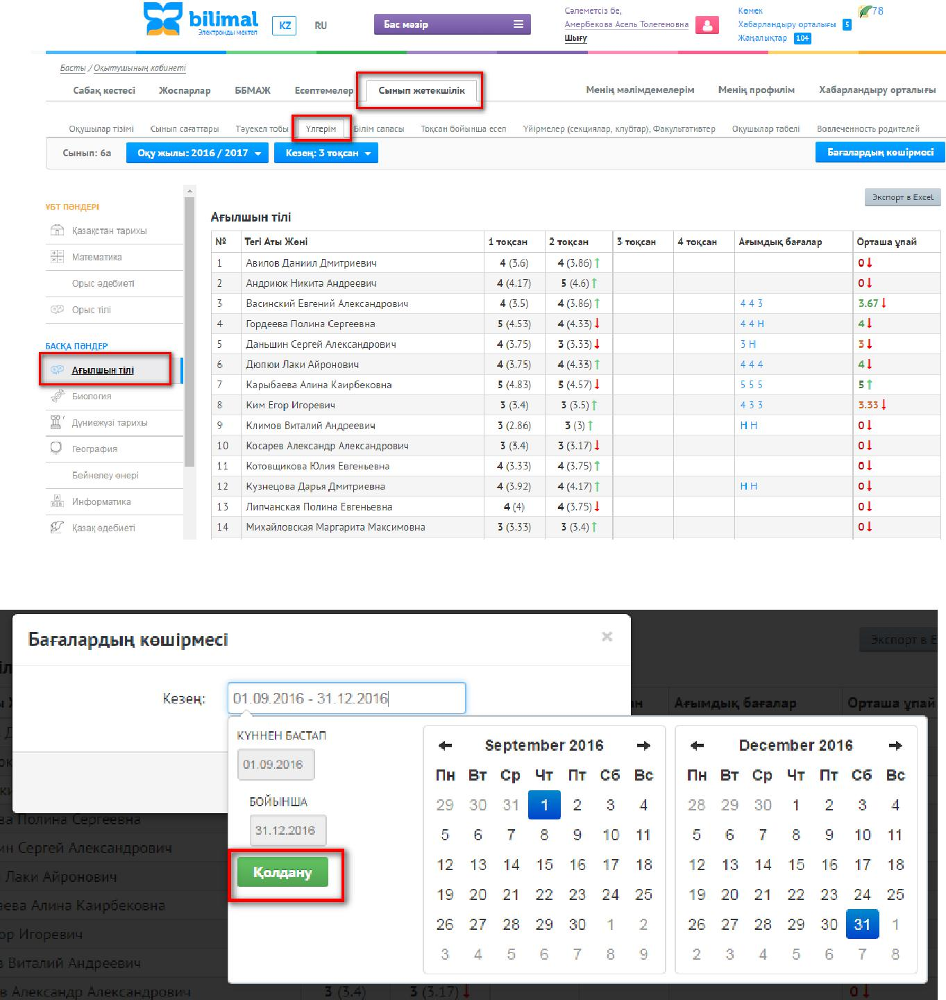 bilimal
Электронды мектеп
KZ RU
Бас мәзір
Сәлеметсіз бе,
Амербекова Асель Толегеновна
Шығу
Көмек
Хабарландыру орталығы 5
Жаңалықтар 104
78
Басты / Оқытушының кабинеті
Сабақ кестесі Жоспарлар ББМАЖ Есептемелер Сынып жетекшілік Менің мәлімдемелерім Менің профилім Хабарландыру орталығы
Оқушылар тізімі Сынып сағаттары Тәуекел тобы Үлгерім Білім сапасы Тоқсан бойынша есеп Үйірмелер (секциялар, клубтар), Факультативтер Оқушылар табелі Вовлеченность родителей
Сынып: 6а Оқу жылы: 2016 / 2017 Кезең: 3 тоқсан Бағалардың көшірмесі
Экспорт в Excel
ҰБТ ПӘНДЕРІ
Қазақстан тарихы
Математика
Орыс әдебиеті
Орыс тілі
БАСҚА ПӘНДЕР
Ағылшын тілі
Биология
Дүниежүзі тарихы
География
Бейнелеу өнері
Информатика
Қазақ әдебиеті
Ағылшын тілі
№ Тегі Аты Жөні 1 тоқсан 2 тоқсан 3 тоқсан 4 тоқсан Ағымдық бағалар Орташа ұпай
1 Авилов Даниил Дмитриевич 4 (3.6) 4 (3.86)↑ 0↓
2 Андриюк Никита Андреевич 4 (4.17) 5 (4.6)↑ 0↓
3 Васинский Евгений Александрович 4 (3.5) 4 (3.86)↑ 4 4 3 3.67↓
4 Гордеева Полина Сергеевна 5 (4.53) 4 (4.33)↓ 4 4 Н 4↓
5 Даньшин Сергей Александрович 4 (3.75) 3 (3.33)↓ 3 Н 3↓
6 Дюпюи Лаки Айронович 4 (3.75) 4 (4.33)↑ 4 4 4 4↓
7 Карыбаева Алина Каирбековна 5 (4.83) 5 (4.57)↓ 5 5 5 5↑
8 Ким Егор Игоревич 3 (3.4) 3 (3.5)↑ 4 3 3 3.33↓
9 Климов Виталий Андреевич 3 (2.86) 3 (3)↑ Н Н 0↓
10 Косарев Александр Александрович 3 (3.4) 3 (3.17)↓ 0↓
11 Котовщикова Юлия Евгеньевна 4 (3.33) 4 (3.75)↑ 0↓
12 Кузнецова Дарья Дмитриевна 4 (3.92) 4 (4.17)↑ Н Н 0↓
13 Липчанская Полина Евгеньевна 4 (4) 4 (3.75)↓ 0↓
14 Михайловская Маргарита Максимовна 3 (3.33) 3 (3.4)↑ 0↓
Бағалардың көшірмесі ×
Экспорт в E
Кезең: 01.09.2016 - 31.12.2016
Ағымдық бағалар Орташа ұпай
КҮННЕН БАСТАП
01.09.2016
БОЙЫНША
31.12.2016
Қолдану
September 2016
Пн Вт Ср Чт Пт Сб Вс
29 30 31 1 2 3 4
5 6 7 8 9 10 11
12 13 14 15 16 17 18
19 20 21 22 23 24 25
26 27 28 29 30 1 2
3 4 5 6 7 8 9
December 2016
Пн Вт Ср Чт Пт Сб Вс
28 29 30 1 2 3 4
5 6 7 8 9 10 11
12 13 14 15 16 17 18
19 20 21 22 23 24 25
26 27 28 29 30 31 1
2 3 4 5 6 7 8
ва Полина Сергеевна
ин Сергей Александрович
Лаки Айронович
аева Алина Каирбековна
ор Игоревич
в Виталий Андреевич
в Александр Александрович 3 (3.4) 3 (3.17)↓ 0↓